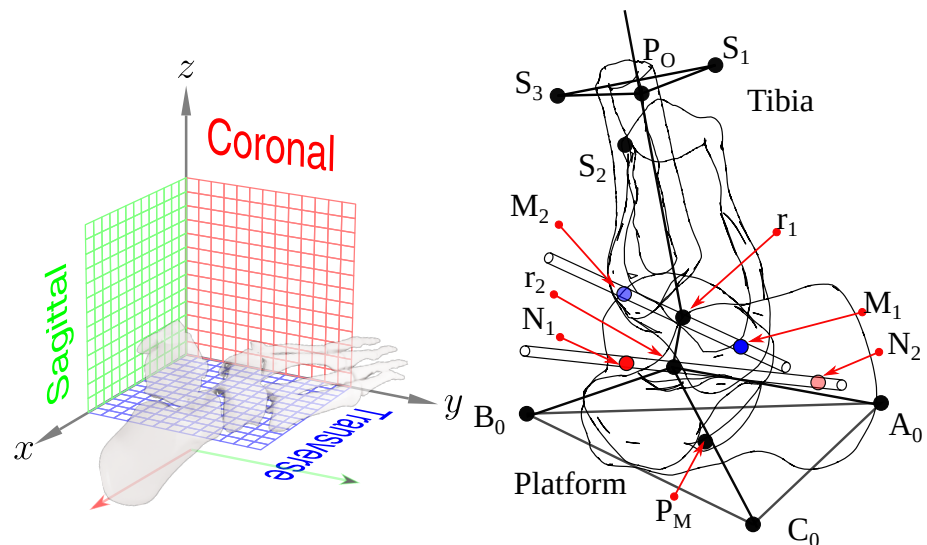 z
Coronal
Sagittal
Transverse
x
y
P_O
S_1
S_3
Tibia
S_2
M_2
r_1
r_2
N_1
M_1
N_2
B_0
A_0
Platform
P_M
C_0